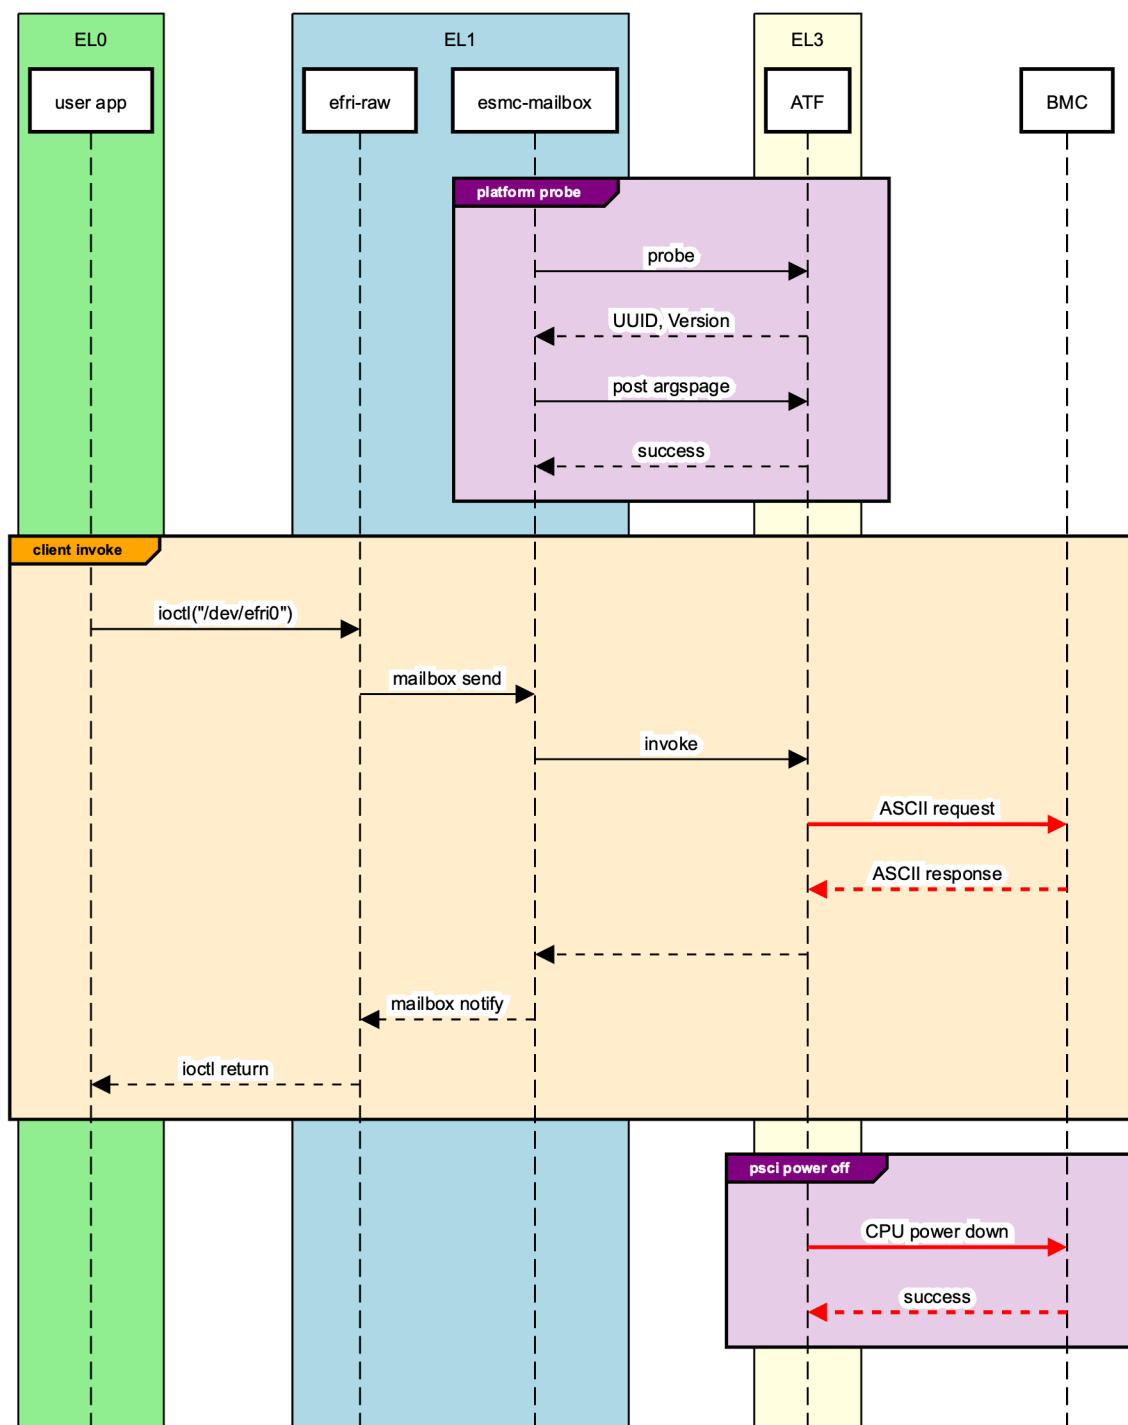 EL0
EL1
EL3
user app
efri-raw
esmc-mailbox
ATF
BMC
platform probe
probe
UUID, Version
post argspage
success
client invoke
ioctl("/dev/efri0")
mailbox send
invoke
ASCII request
ASCII response
mailbox notify
ioctl return
psci power off
CPU power down
success